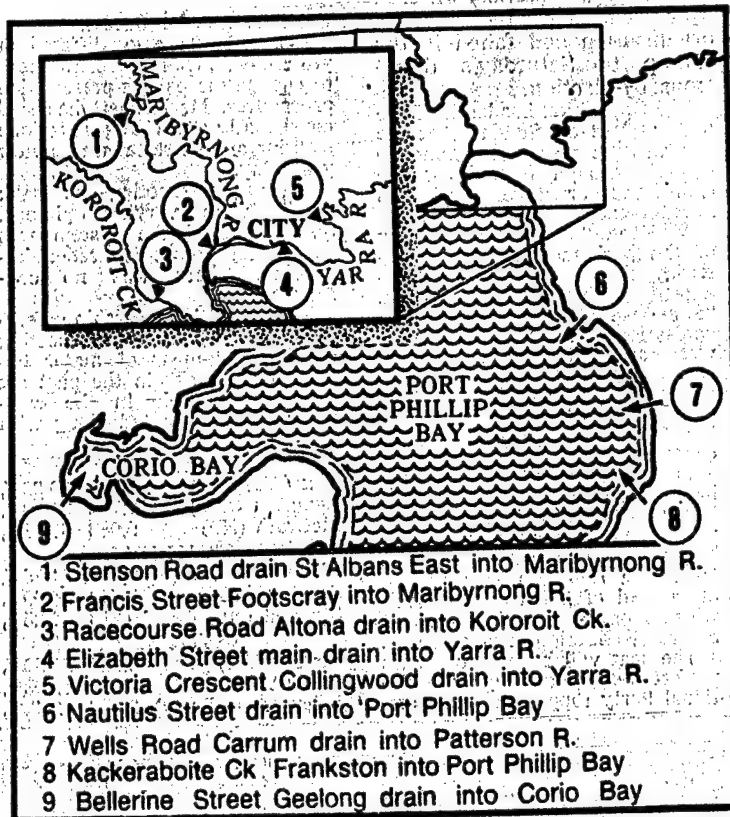 MARIBYRNONG R
1
KOROROIT CK
2
5
CITY
3
YARRA R
4
6
PORT
PHILLIP
BAY
7
CORIO BAY
9
8
1 Stenson Road drain St Albans East into Maribyrnong R.
2 Francis Street Footscray into Maribyrnong R.
3 Racecourse Road Altona drain into Kororoit Ck.
4 Elizabeth Street main drain into Yarra R.
5 Victoria Crescent Collingwood drain into Yarra R.
6 Nautilus Street drain into Port Phillip Bay
7 Wells Road Carrum drain into Patterson R.
8 Kackeraboite Ck Frankston into Port Phillip Bay
9 Bellerine Street Geelong drain into Corio Bay